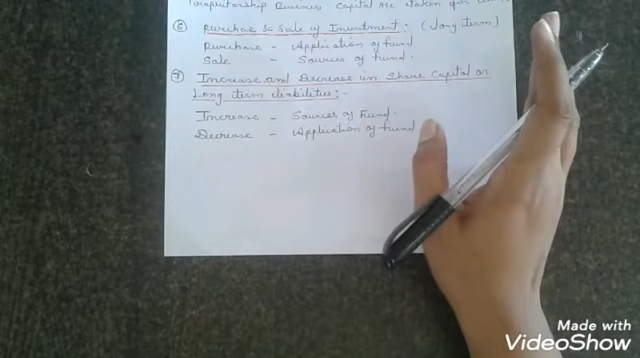 Proprietorship Business Capital A/c taken
⑥ Purchase & Sale of Investment. (Long term)
Purchase - Application of fund
Sale - Sources of fund.
⑦ Increase and Decrease in Share Capital or
Long term liabilities:-
Increase - Sources of Fund.
Decrease - Application of fund
Made with
VideoShow